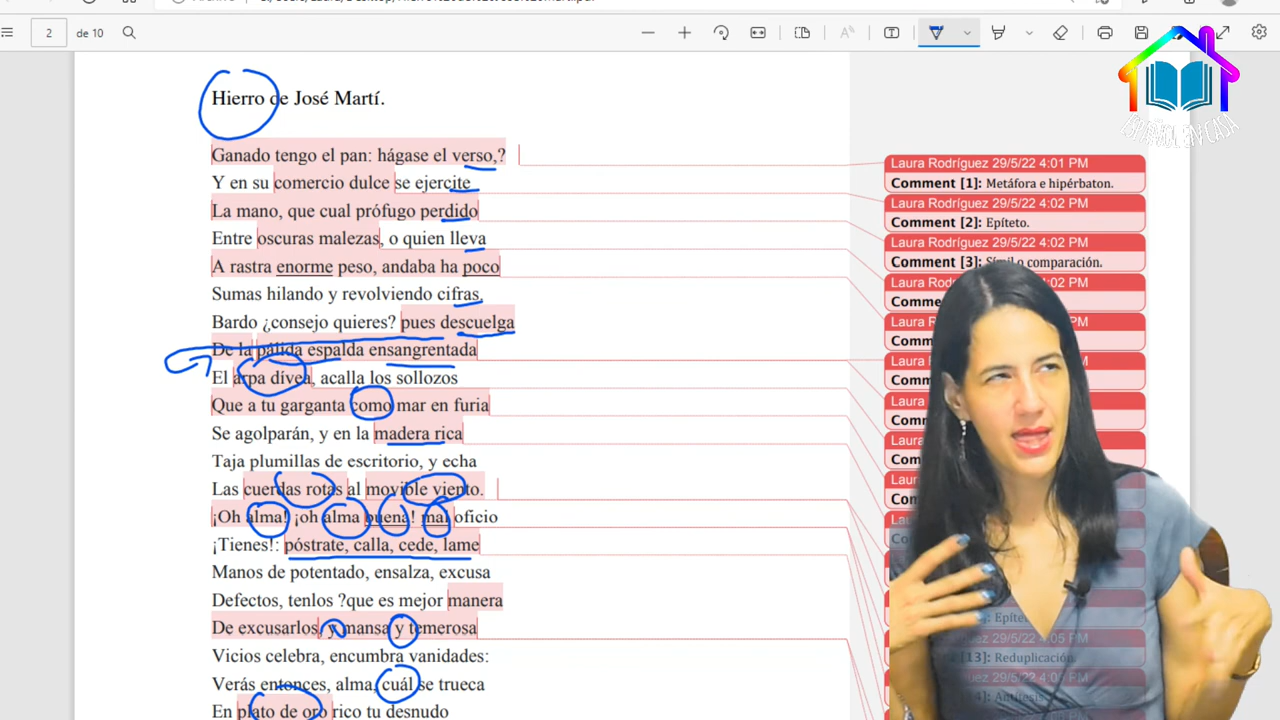 2 de 10
Hierro de José Martí.
Ganado tengo el pan: hágase el verso,?
Y en su comercio dulce se ejercite
La mano, que cual prófugo perdido
Entre oscuras malezas, o quien lleva
A rastra enorme peso, andaba ha poco
Sumas hilando y revolviendo cifras.
Bardo ¿consejo quieres? pues descuelga
De la pálida espalda ensangrentada
El arpa dívea, acalla los sollozos
Que a tu garganta como mar en furia
Se agolparán, y en la madera rica
Taja plumillas de escritorio, y echa
Las cuerdas rotas al movible viento.
¡Oh alma! ¡oh alma buena! mal oficio
¡Tienes!: póstrate, calla, cede, lame
Manos de potentado, ensalza, excusa
Defectos, tenlos ?que es mejor manera
De excusarlos, y mansa y temerosa
Vicios celebra, encumbra vanidades:
Verás entonces, alma, cuál se trueca
En plato de oro rico tu desnudo
ESPAÑOL EN CASA
Laura Rodríguez 29/5/22 4:01 PM
Comment [1]: Metáfora e hipérbaton.
Laura Rodríguez 29/5/22 4:02 PM
Comment [2]: Epíteto.
Laura Rodríguez 29/5/22 4:02 PM
Comment [3]: Símil o comparación.
Laura
Laura
Laura
Laura
Laura
[13]: Reduplicación.